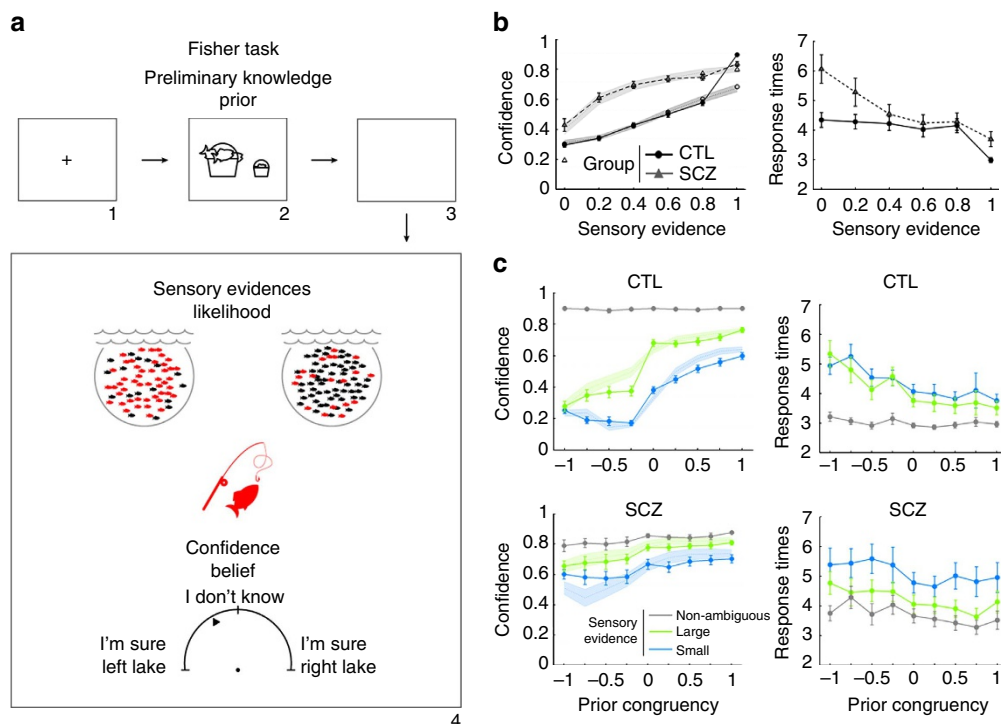 a
Fisher task
Preliminary knowledge
prior
+
1
2
3
Sensory evidences
likelihood
Confidence
belief
I don't know
I'm sure
left lake
I'm sure
right lake
4
b
Confidence
1
0.8
0.6
0.4
0.2
0
Group
CTL
SCZ
0 0.2 0.4 0.6 0.8 1
Sensory evidence
Response times
7
6
5
4
3
2
0 0.2 0.4 0.6 0.8 1
Sensory evidence
c
CTL
Confidence
1
0.8
0.6
0.4
0.2
0
−1 −0.5 0 0.5 1
Response times
7
6
5
4
3
2
−1 −0.5 0 0.5 1
SCZ
Confidence
1
0.8
0.6
0.4
0.2
0
Sensory
evidence
Non-ambiguous
Large
Small
−1 −0.5 0 0.5 1
Prior congruency
SCZ
Response times
7
6
5
4
3
2
−1 −0.5 0 0.5 1
Prior congruency